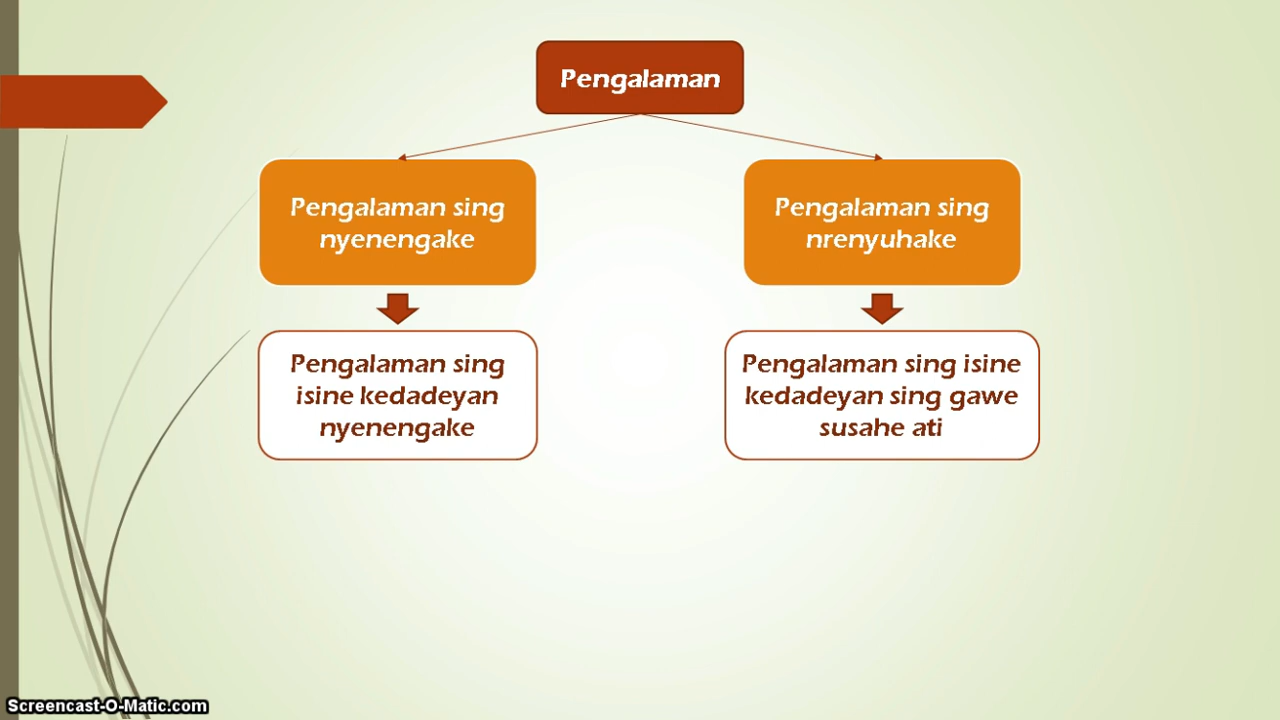 Pengalaman
Pengalaman sing
nyenengake
Pengalaman sing
nrenyuhake
Pengalaman sing
isine kedadeyan
nyenengake
Pengalaman sing isine
kedadeyan sing gawe
susahe ati
Screencast-O-Matic.com